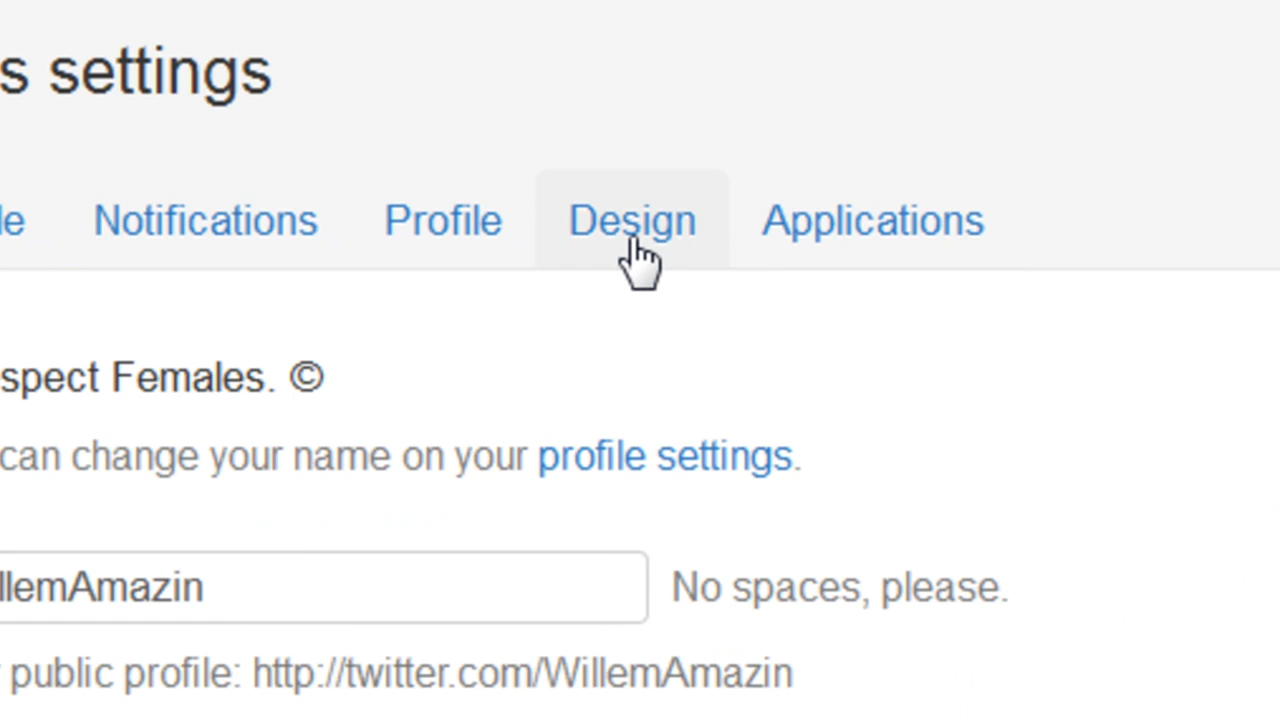 s settings
le Notifications Profile Design Applications
spect Females. ©
can change your name on your profile settings.
llemAmazin No spaces, please.
public profile: http://twitter.com/WillemAmazin